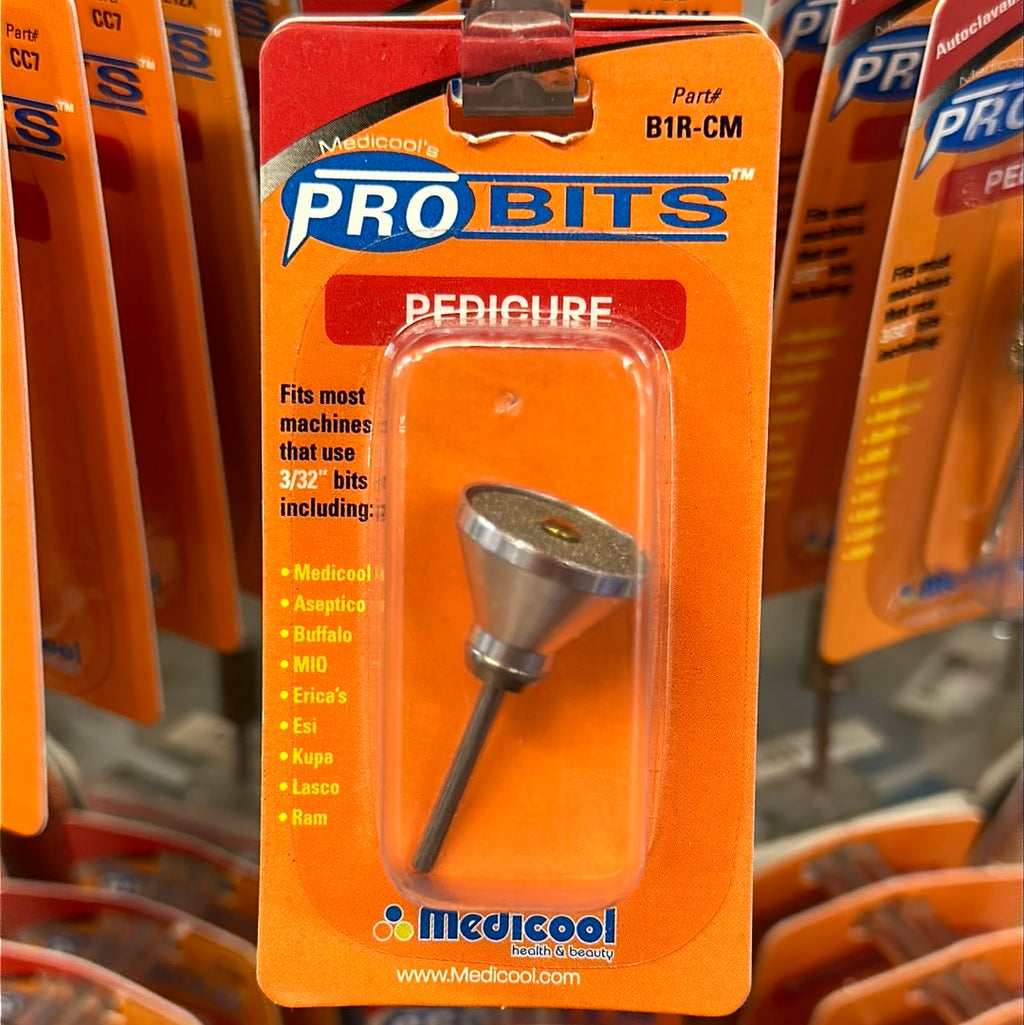 Part#
B1R-CM
Medicool's
PRO BITS™
PEDICURE
Fits most
machines
that use
3/32" bits
including:
• Medicool
• Aseptico
• Buffalo
• MIO
• Erica's
• Esi
• Kupa
• Lasco
• Ram
Medicool
health & beauty
www.Medicool.com
Part#
CC7
CC7
Autoclavab
PRO
Fits most
machines
that use
3/32" bits
including: